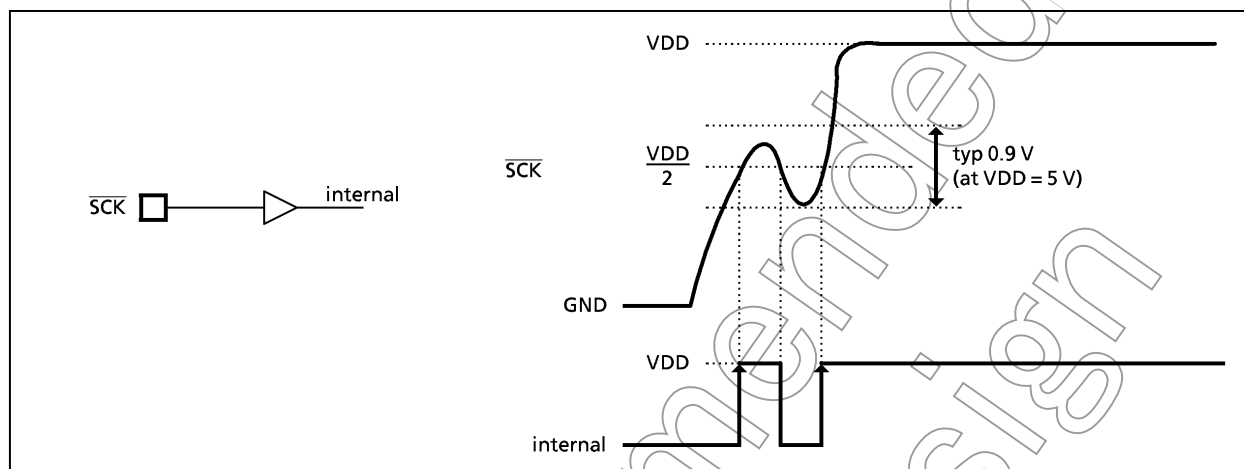 VDD
SCK
VDD
2
typ 0.9 V
(at VDD = 5 V)
SCK
internal
GND
VDD
internal